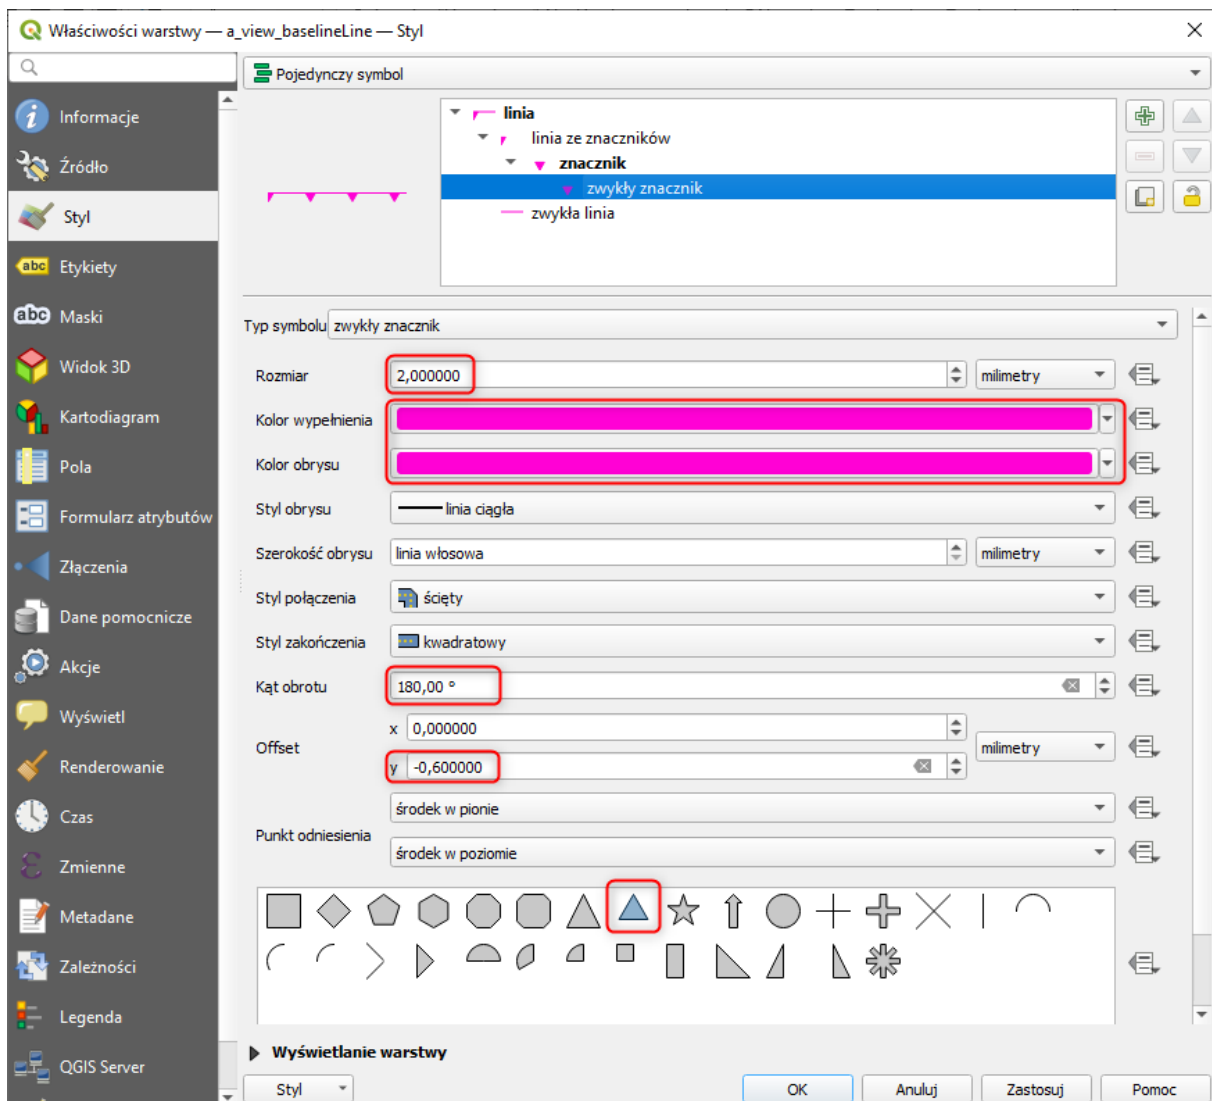 Właściwości warstwy — a_view_baselineLine — Styl
Pojedynczy symbol
Informacje
Źródło
Styl
abc Etykiety
abc Maski
Widok 3D
Kartodiagram
Pola
Formularz atrybutów
Złączenia
Dane pomocnicze
Akcje
Wyświetl
Renderowanie
Czas
Zmienne
Metadane
Zależności
Legenda
QGIS Server
linia
linia ze znaczników
znacznik
zwykły znacznik
zwykła linia
Typ symbolu zwykły znacznik
Rozmiar 2,000000 milimetry
Kolor wypełnienia
Kolor obrysu
Styl obrysu linia ciągła
Szerokość obrysu linia włosowa milimetry
Styl połączenia ścięty
Styl zakończenia kwadratowy
Kąt obrotu 180,00 °
Offset x 0,000000 milimetry
y -0,600000
Punkt odniesienia środek w pionie
środek w poziomie
Wyświetlanie warstwy
Styl OK Anuluj Zastosuj Pomoc